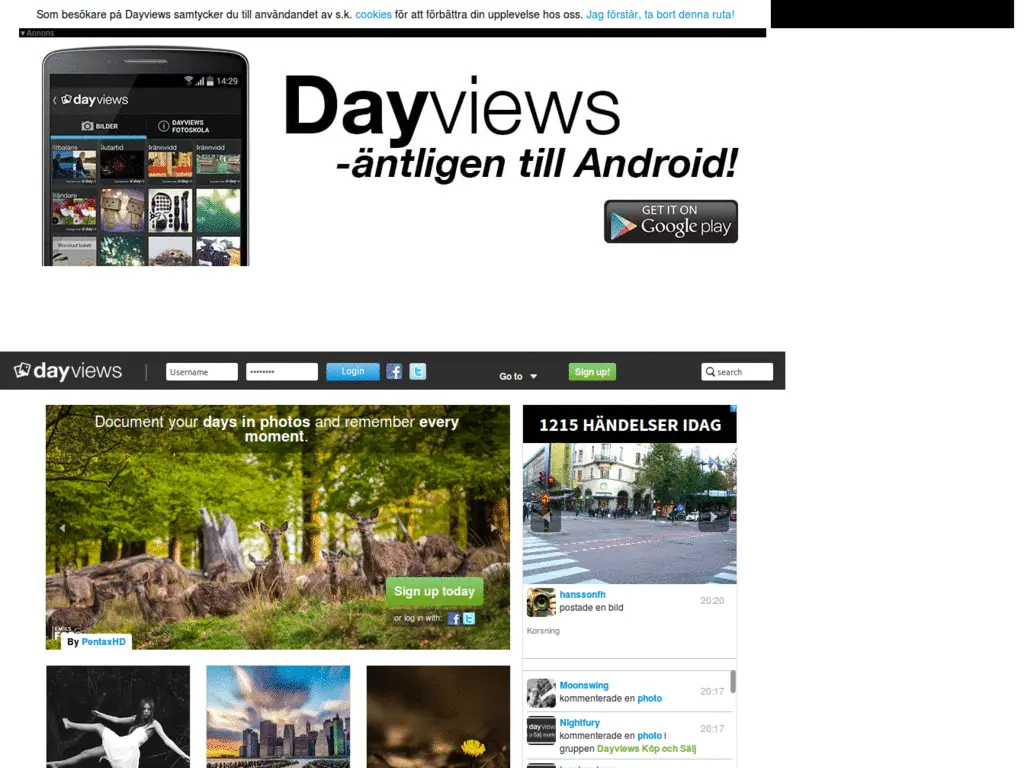 Som besökare på Dayviews samtycker du till användandet av s.k. cookies för att förbättra din upplevelse hos oss. Jag förstår, ta bort denna ruta!
▼Annons
14:29
dayviews
BILDER
DAYVIEWS FOTOSKOLA
Vitbalans
Slutartid
Brännvidd
Brännvidd
Dayviews
-äntligen till Android!
GET IT ON
Google play
dayviews
Username
••••••••
Login
Go to ▼
Sign up!
search
Document your days in photos and remember every
moment.
Sign up today
or log in with:
By PentaxHD
1215 HÄNDELSER IDAG
hanssonfh
20:20
postade en bild
Korsning
Moonswing
20:17
kommenterade en photo
Nightfury
20:17
kommenterade en photo i
gruppen Dayviews Köp och Sälj